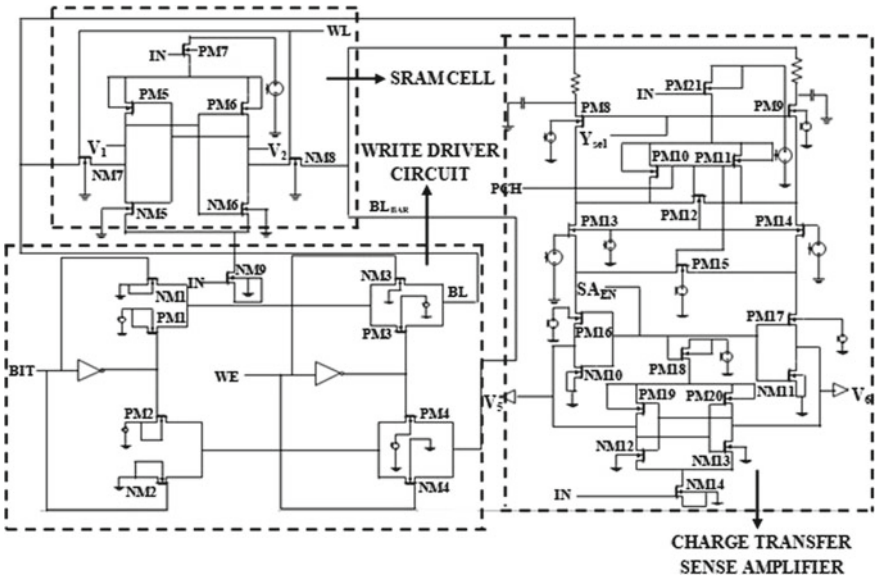 WL
IN PM7
SRAM CELL
PM5 PM6
V1 V2
NM7 NM8
NM5 NM6
WRITE DRIVER
CIRCUIT
BLBAR
IN NM9
NM1
PM1
NM3
BL
PM3
BIT
WE
PM2
PM4
NM2
NM4
PM21
IN
PM8 PM9
Ysel
PM10 PM11
PCH
PM12
PM13 PM14
PM15
SAEN
PM16 PM17
PM18
NM10 NM11
V5 V6
PM19 PM20
NM12 NM13
NM14
IN
CHARGE TRANSFER
SENSE AMPLIFIER